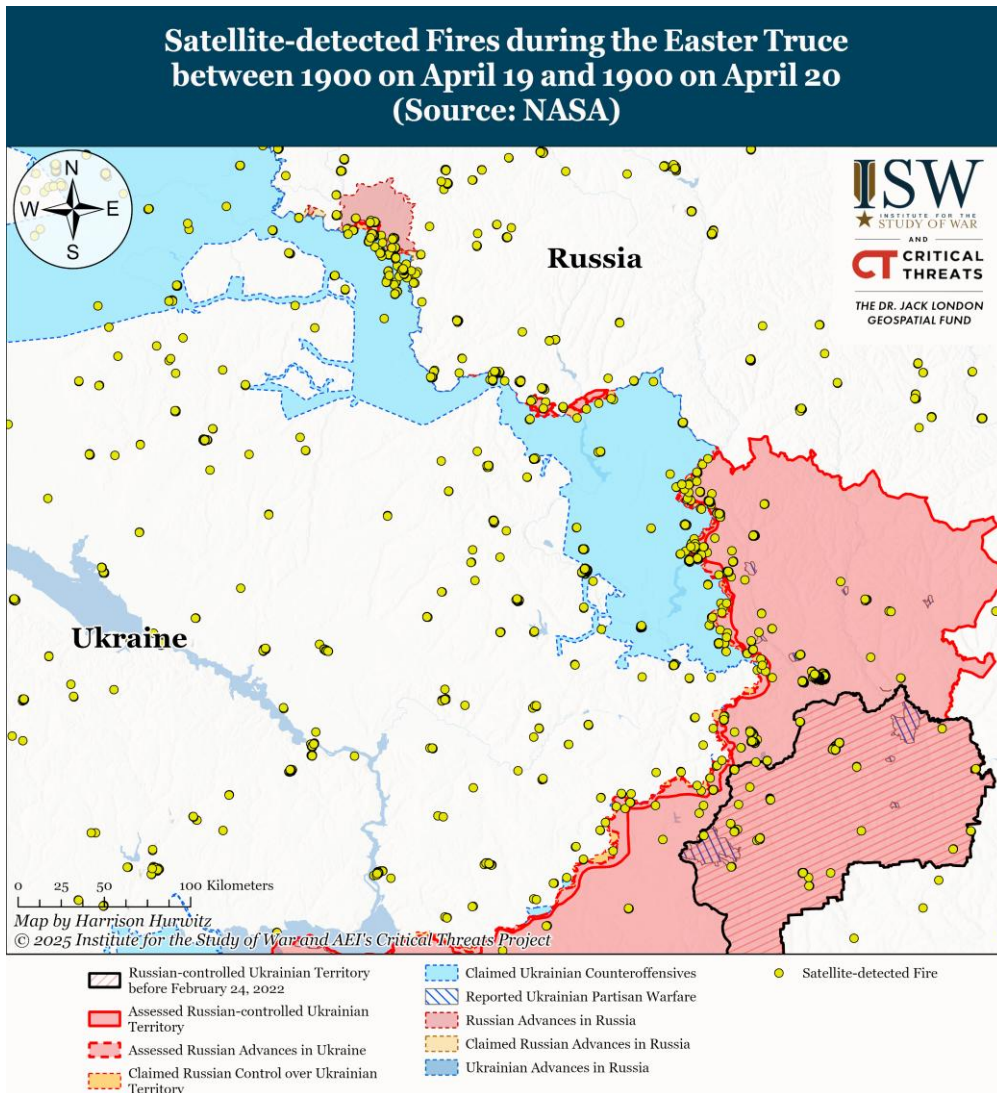 Satellite-detected Fires during the Easter Truce
between 1900 on April 19 and 1900 on April 20
(Source: NASA)
N
W E
S
ISW
INSTITUTE FOR THE
STUDY OF WAR
AND
CT CRITICAL
THREATS
THE DR. JACK LONDON
GEOSPATIAL FUND
Russia
Ukraine
0 25 50 100 Kilometers
Map by Harrison Hurwitz
© 2025 Institute for the Study of War and AEI's Critical Threats Project
Russian-controlled Ukrainian Territory
before February 24, 2022
Assessed Russian-controlled Ukrainian
Territory
Assessed Russian Advances in Ukraine
Claimed Russian Control over Ukrainian
Territory
Claimed Ukrainian Counteroffensives
Reported Ukrainian Partisan Warfare
Russian Advances in Russia
Claimed Russian Advances in Russia
Ukrainian Advances in Russia
Satellite-detected Fire